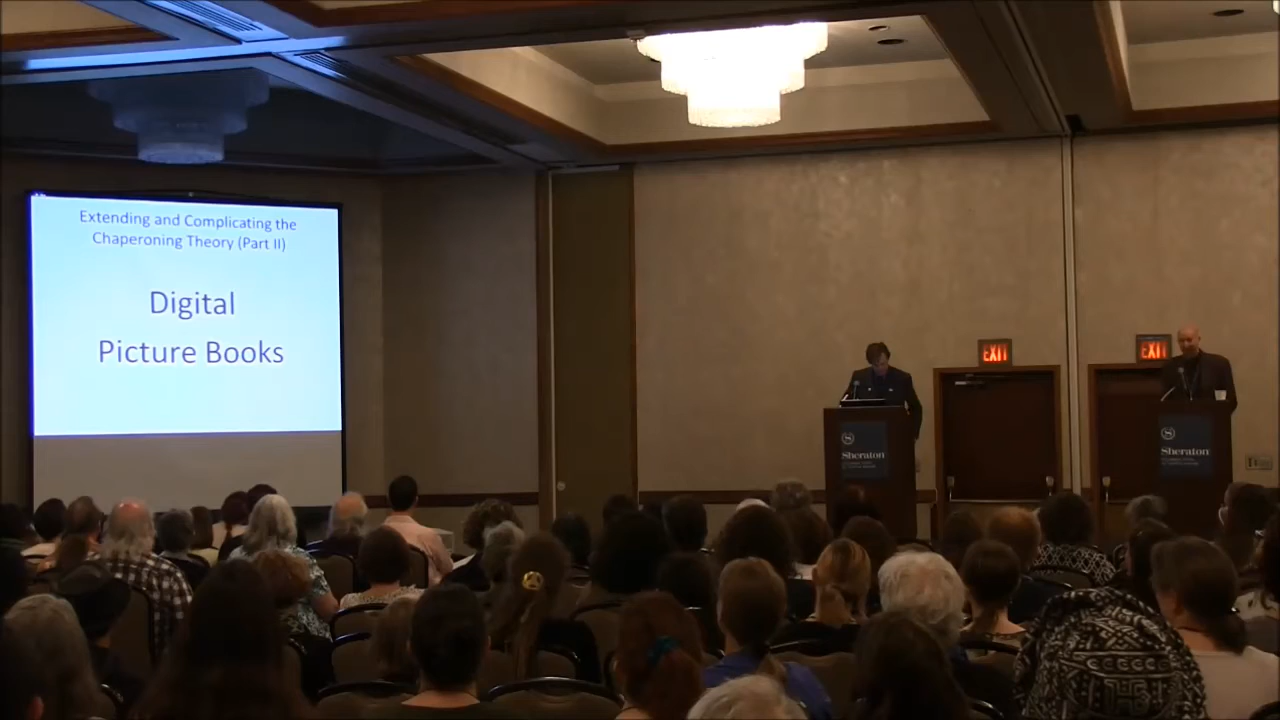 Extending and Complicating the
Chaperoning Theory (Part II)
Digital
Picture Books
EXIT
EXIT
S
Sheraton
S
Sheraton